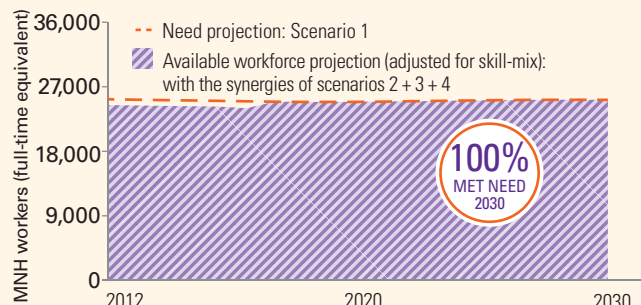 MNH workers (full-time equivalent)
36,000
27,000
18,000
9,000
0
Need projection: Scenario 1
Available workforce projection (adjusted for skill-mix):
with the synergies of scenarios 2 + 3 + 4
100%
MET NEED
2030
2012
2020
2030